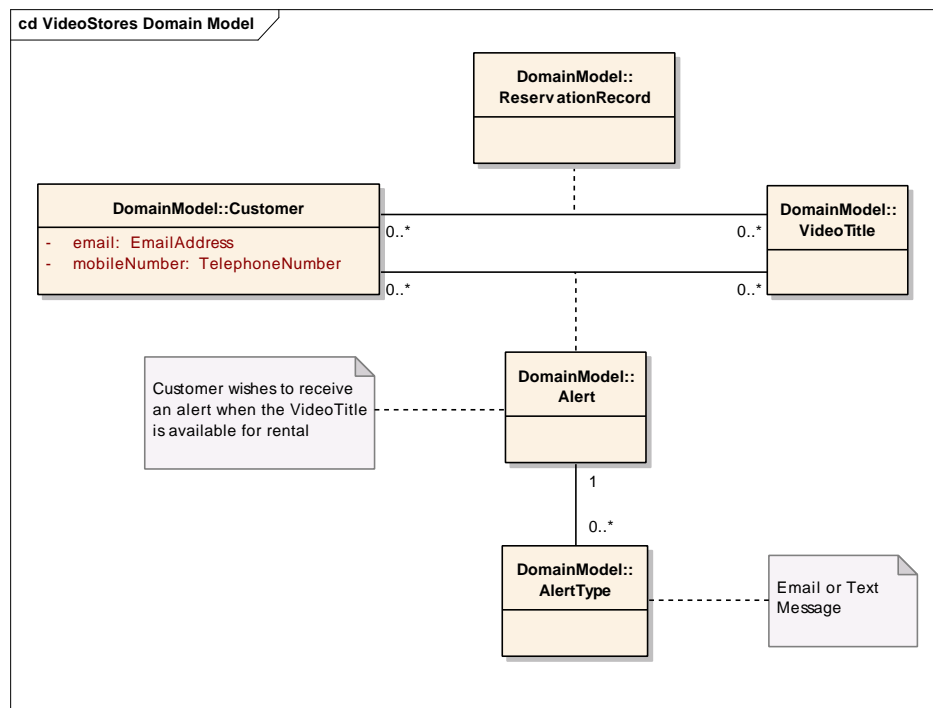 cd VideoStores Domain Model
DomainModel::
ReservationRecord
DomainModel::Customer
- email: EmailAddress
- mobileNumber: TelephoneNumber
DomainModel::
VideoTitle
0..*
0..*
0..*
0..*
Customer wishes to receive
an alert when the VideoTitle
is available for rental
DomainModel::
Alert
1
0..*
DomainModel::
AlertType
Email or Text
Message